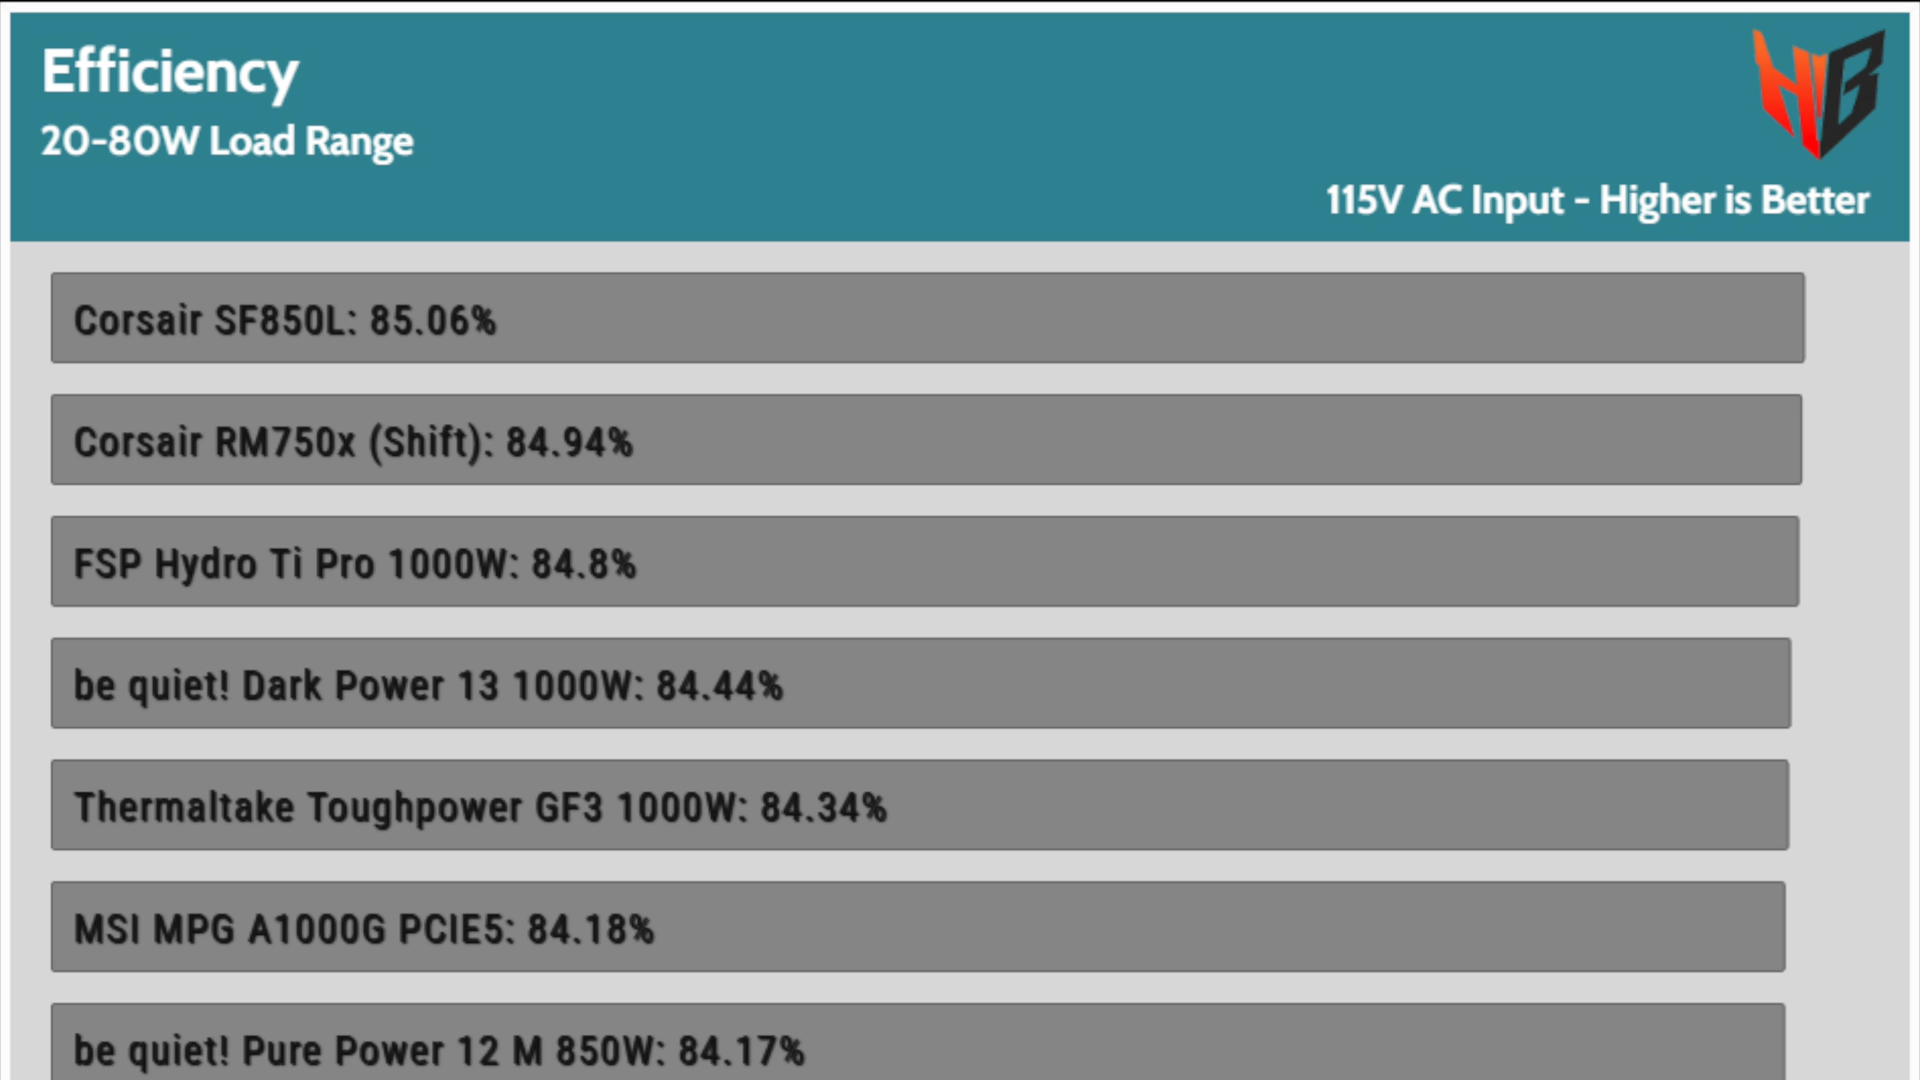 Efficiency
20-80W Load Range
HB
115V AC Input - Higher is Better
Corsair SF850L: 85.06%
Corsair RM750x (Shift): 84.94%
FSP Hydro Ti Pro 1000W: 84.8%
be quiet! Dark Power 13 1000W: 84.44%
Thermaltake Toughpower GF3 1000W: 84.34%
MSI MPG A1000G PCIE5: 84.18%
be quiet! Pure Power 12 M 850W: 84.17%